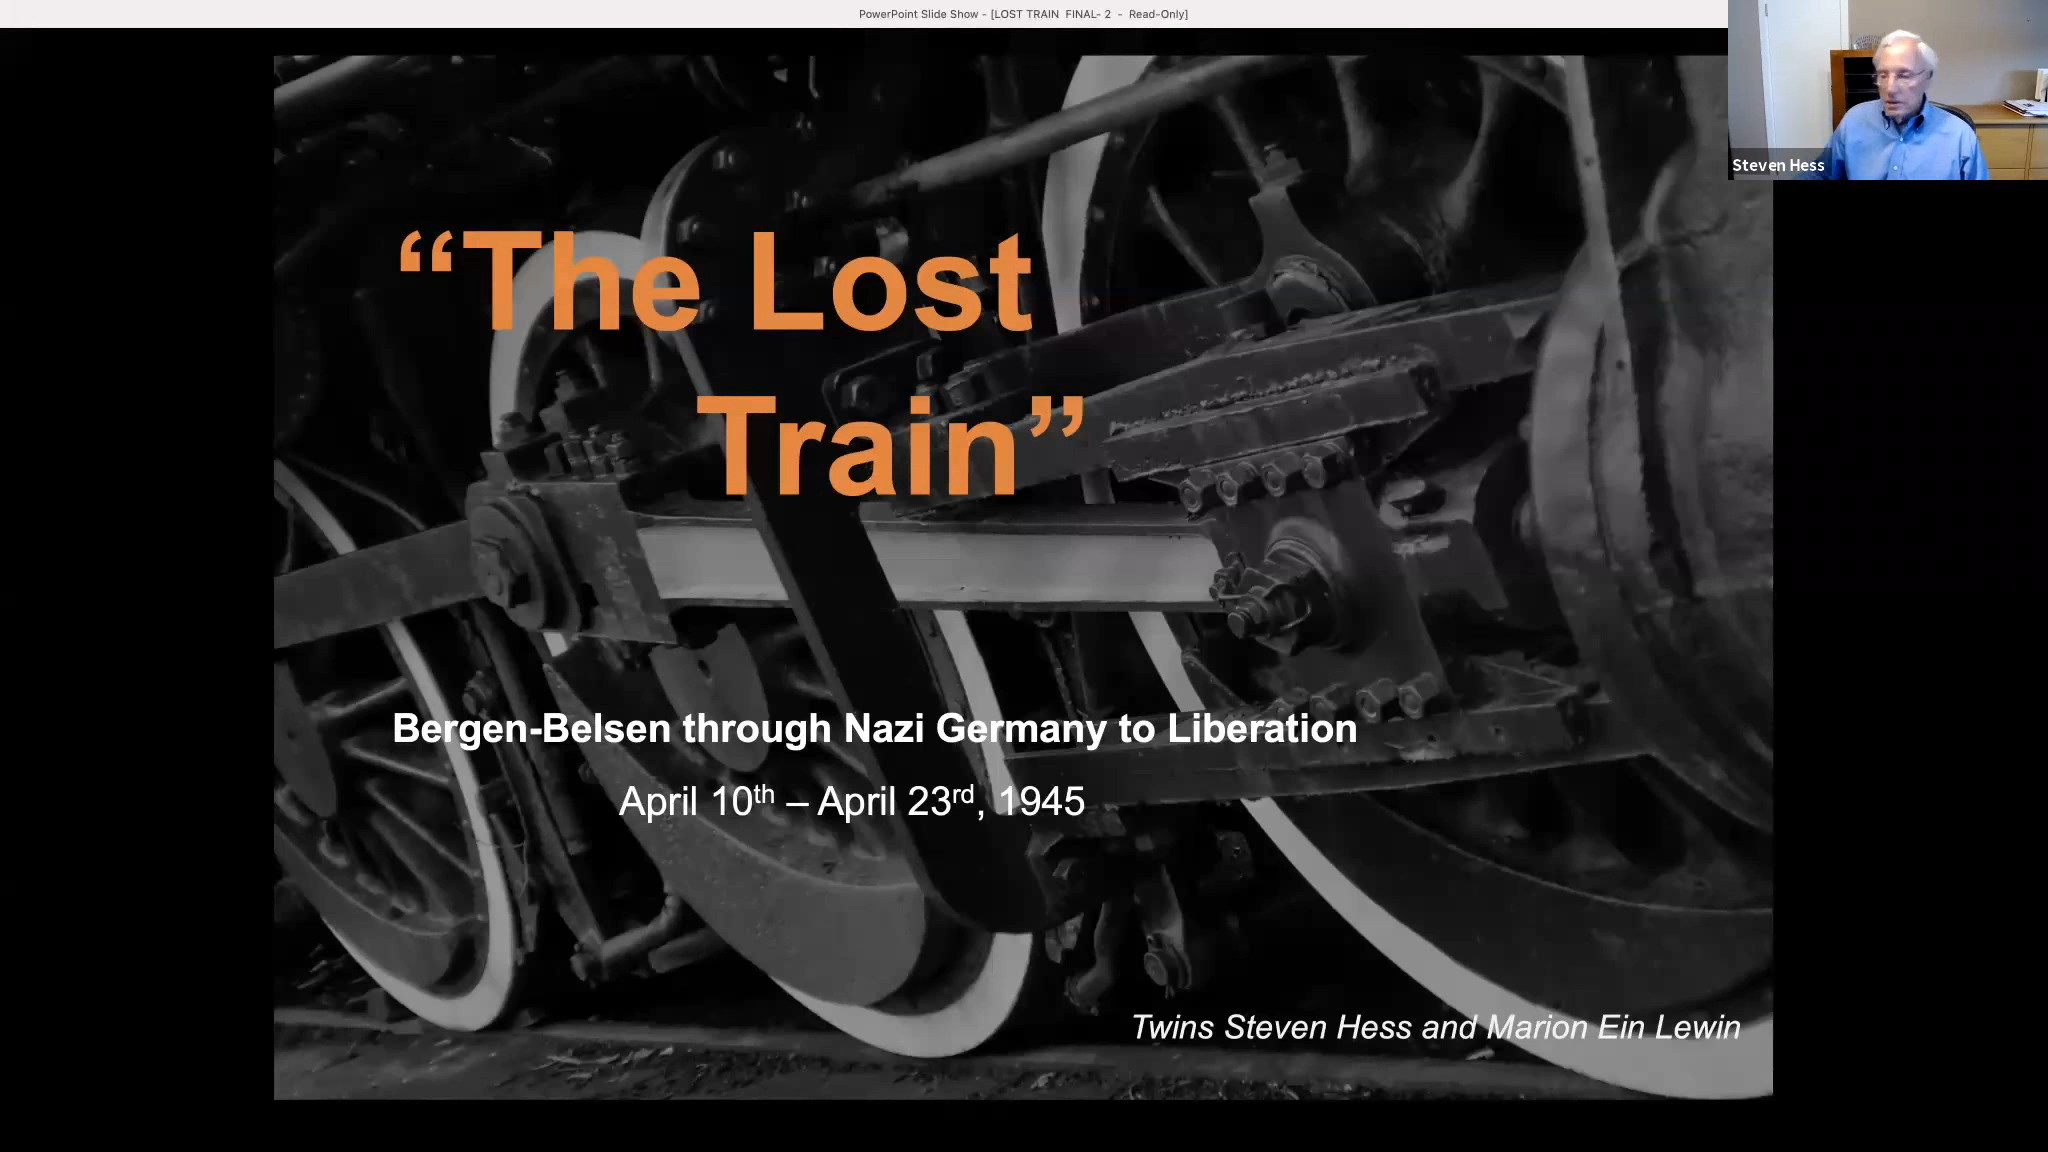 PowerPoint Slide Show - [LOST TRAIN  FINAL- 2  -  Read-Only]
Steven Hess
“The Lost
Train”
Bergen-Belsen through Nazi Germany to Liberation
April 10th – April 23rd, 1945
Twins Steven Hess and Marion Ein Lewin